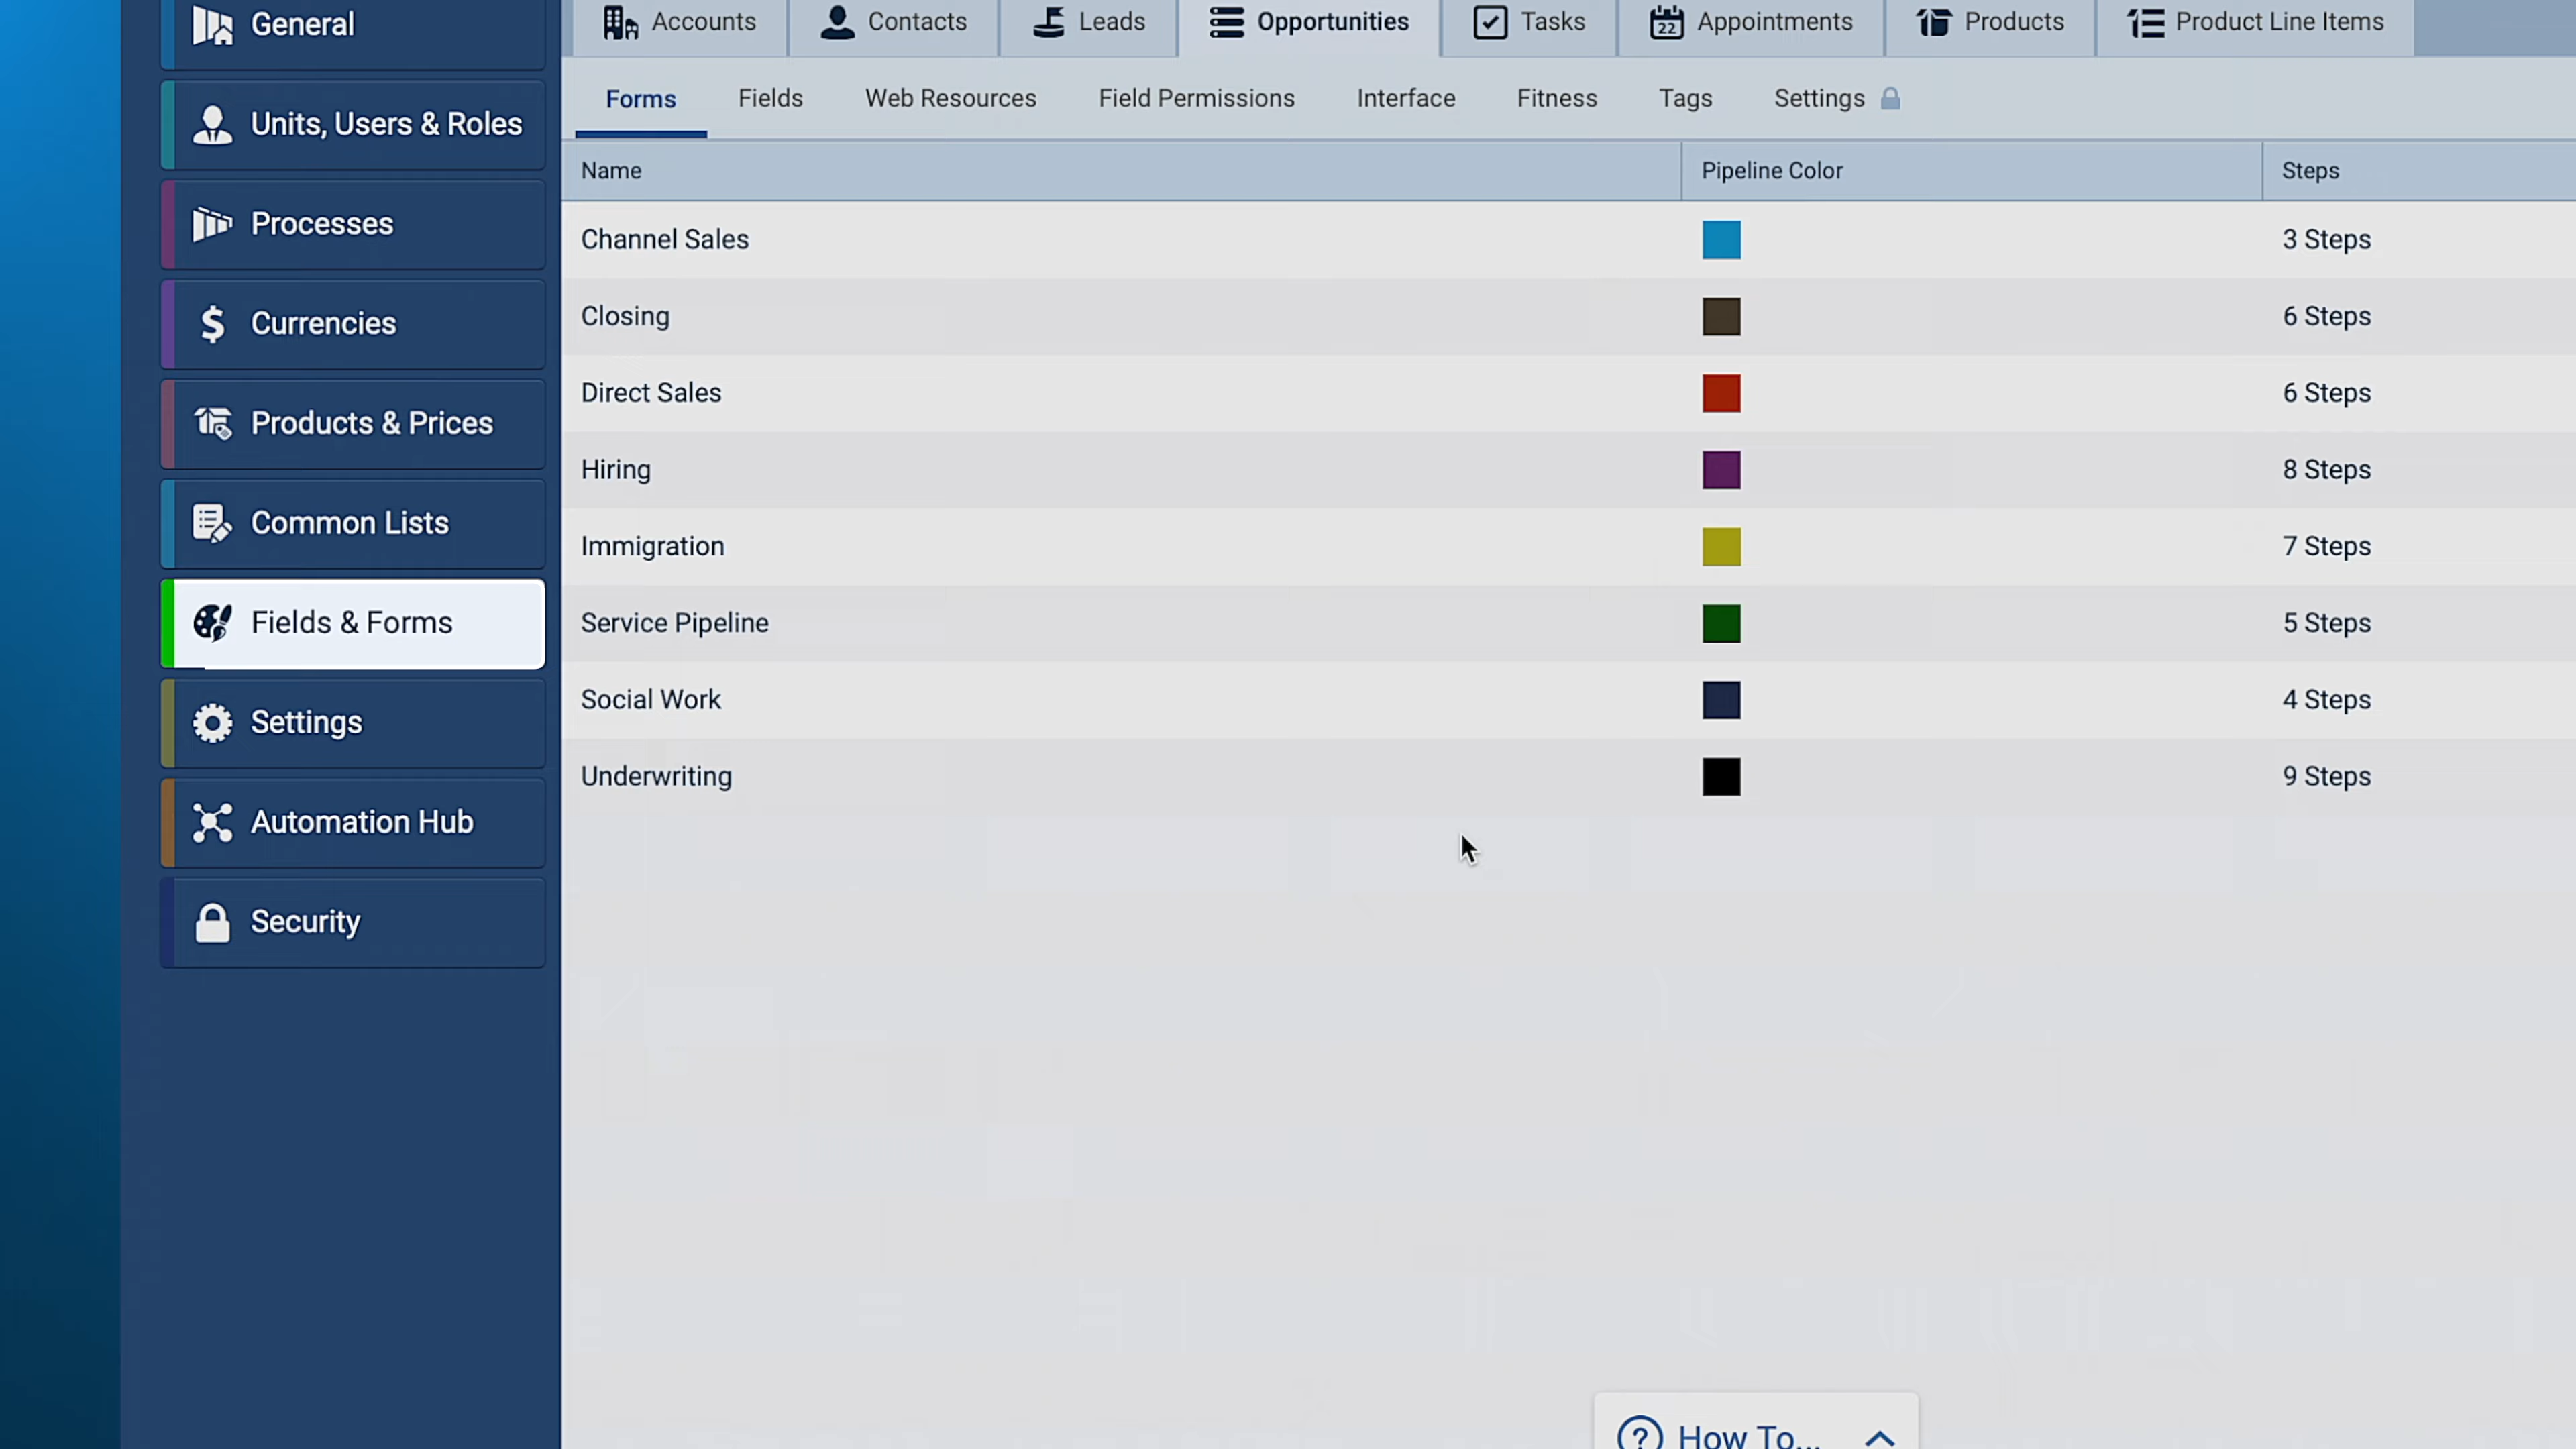 General
Units, Users & Roles
Processes
Currencies
Products & Prices
Common Lists
Fields & Forms
Settings
Automation Hub
Security
Accounts
Contacts
Leads
Opportunities
Tasks
22
Appointments
Products
Product Line Items
Forms
Fields
Web Resources
Field Permissions
Interface
Fitness
Tags
Settings
Name Pipeline Color Steps
Channel Sales 3 Steps
Closing 6 Steps
Direct Sales 6 Steps
Hiring 8 Steps
Immigration 7 Steps
Service Pipeline 5 Steps
Social Work 4 Steps
Underwriting 9 Steps
? How To...